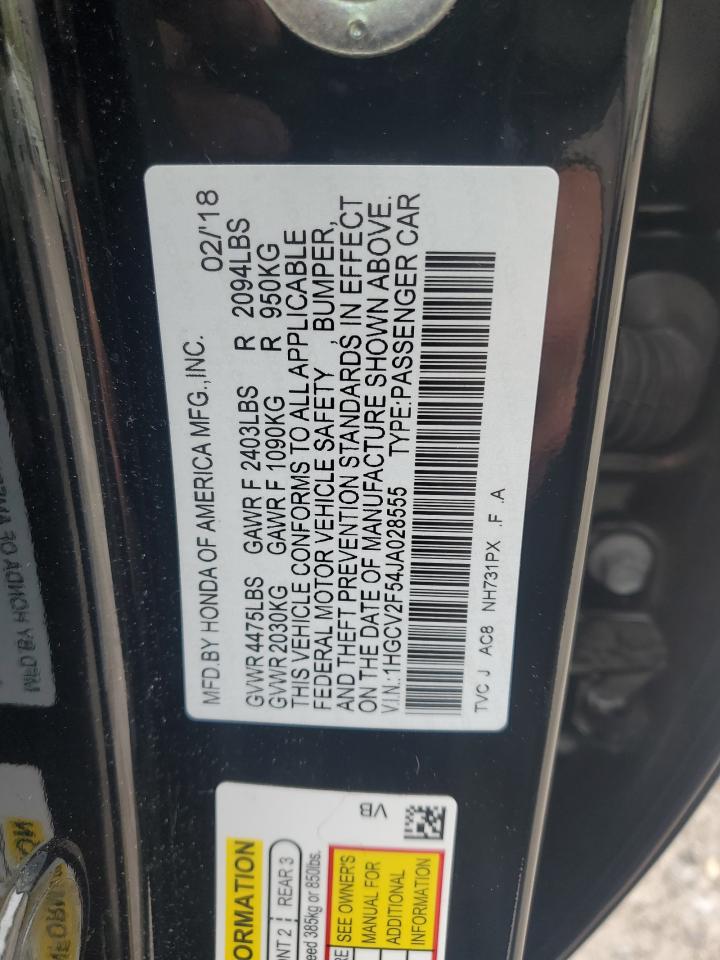 MFD.BY HONDA OF AMERICA MFG.,INC. 02/'18
GVWR 4475LBS GAWR F 2403LBS R 2094LBS
GVWR 2030KG GAWR F 1090KG R 950KG
THIS VEHICLE CONFORMS TO ALL APPLICABLE
FEDERAL MOTOR VEHICLE SAFETY, BUMPER,
AND THEFT PREVENTION STANDARDS IN EFFECT
ON THE DATE OF MANUFACTURE SHOWN ABOVE.
V.I.N.: 1HGCV2F54JA028555 TYPE:PASSENGER CAR
TVC J AC8 NH731PX .F .A
ORMATION
2 REAR 3
385kg or 850lbs.
SEE OWNER'S
MANUAL FOR
ADDITIONAL
INFORMATION
VB